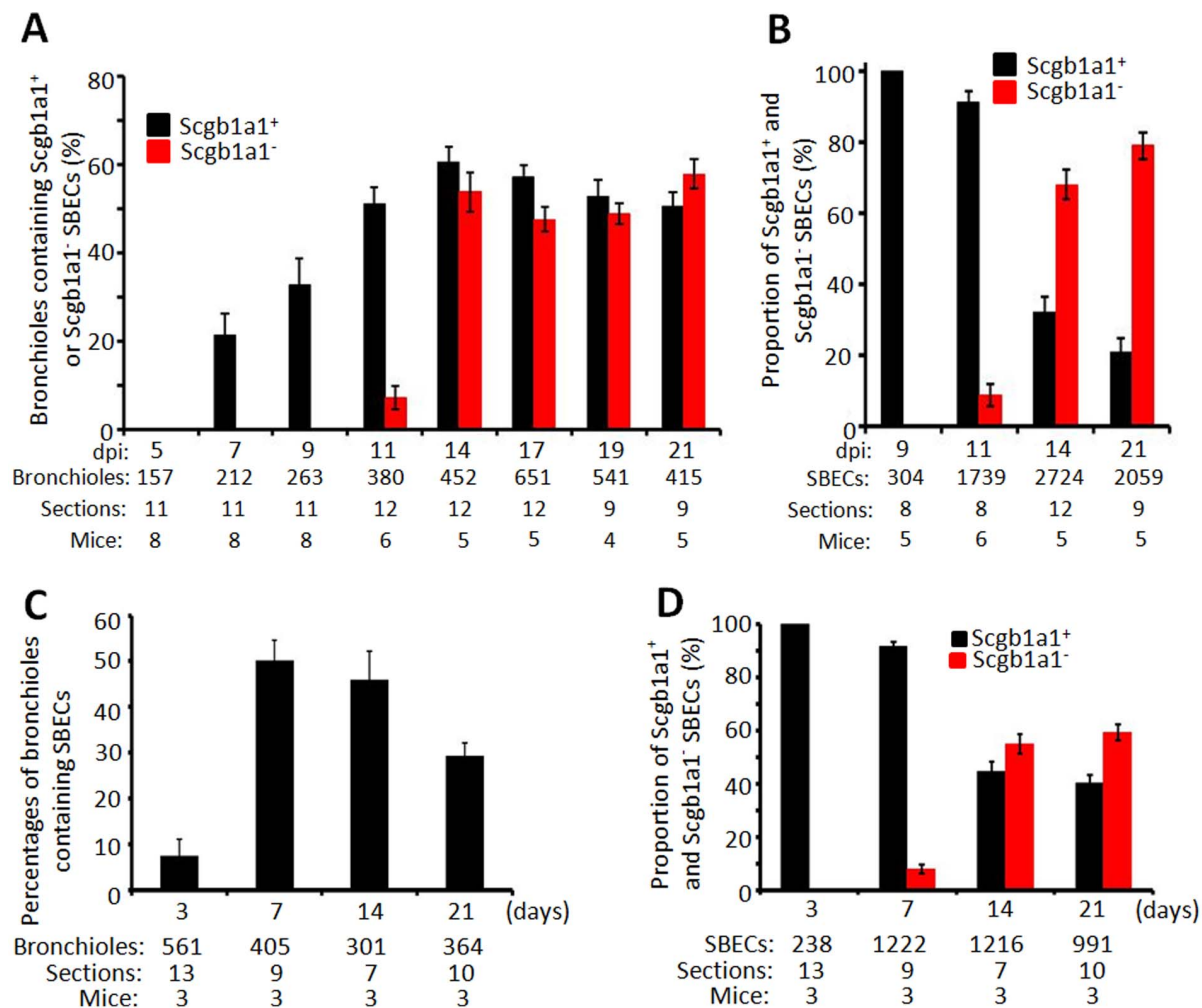 A
Bronchioles containing Scgb1a1⁺
or Scgb1a1⁻ SBECs (%)
80
60
40
20
0
Scgb1a1⁺
Scgb1a1⁻
dpi: 5 7 9 11 14 17 19 21
Bronchioles: 157 212 263 380 452 651 541 415
Sections: 11 11 11 12 12 12 9 9
Mice: 8 8 8 6 5 5 4 5
B
Proportion of Scgb1a1⁺ and
Scgb1a1⁻ SBECs (%)
100
80
60
40
20
0
Scgb1a1⁺
Scgb1a1⁻
dpi: 9 11 14 21
SBECs: 304 1739 2724 2059
Sections: 8 8 12 9
Mice: 5 6 5 5
C
Percentages of bronchioles
containing SBECs
60
50
40
30
20
10
0
3 7 14 21 (days)
Bronchioles: 561 405 301 364
Sections: 13 9 7 10
Mice: 3 3 3 3
D
Proportion of Scgb1a1⁺
and Scgb1a1⁻ SBECs (%)
100
80
60
40
20
0
Scgb1a1⁺
Scgb1a1⁻
3 7 14 21 (days)
SBECs: 238 1222 1216 991
Sections: 13 9 7 10
Mice: 3 3 3 3